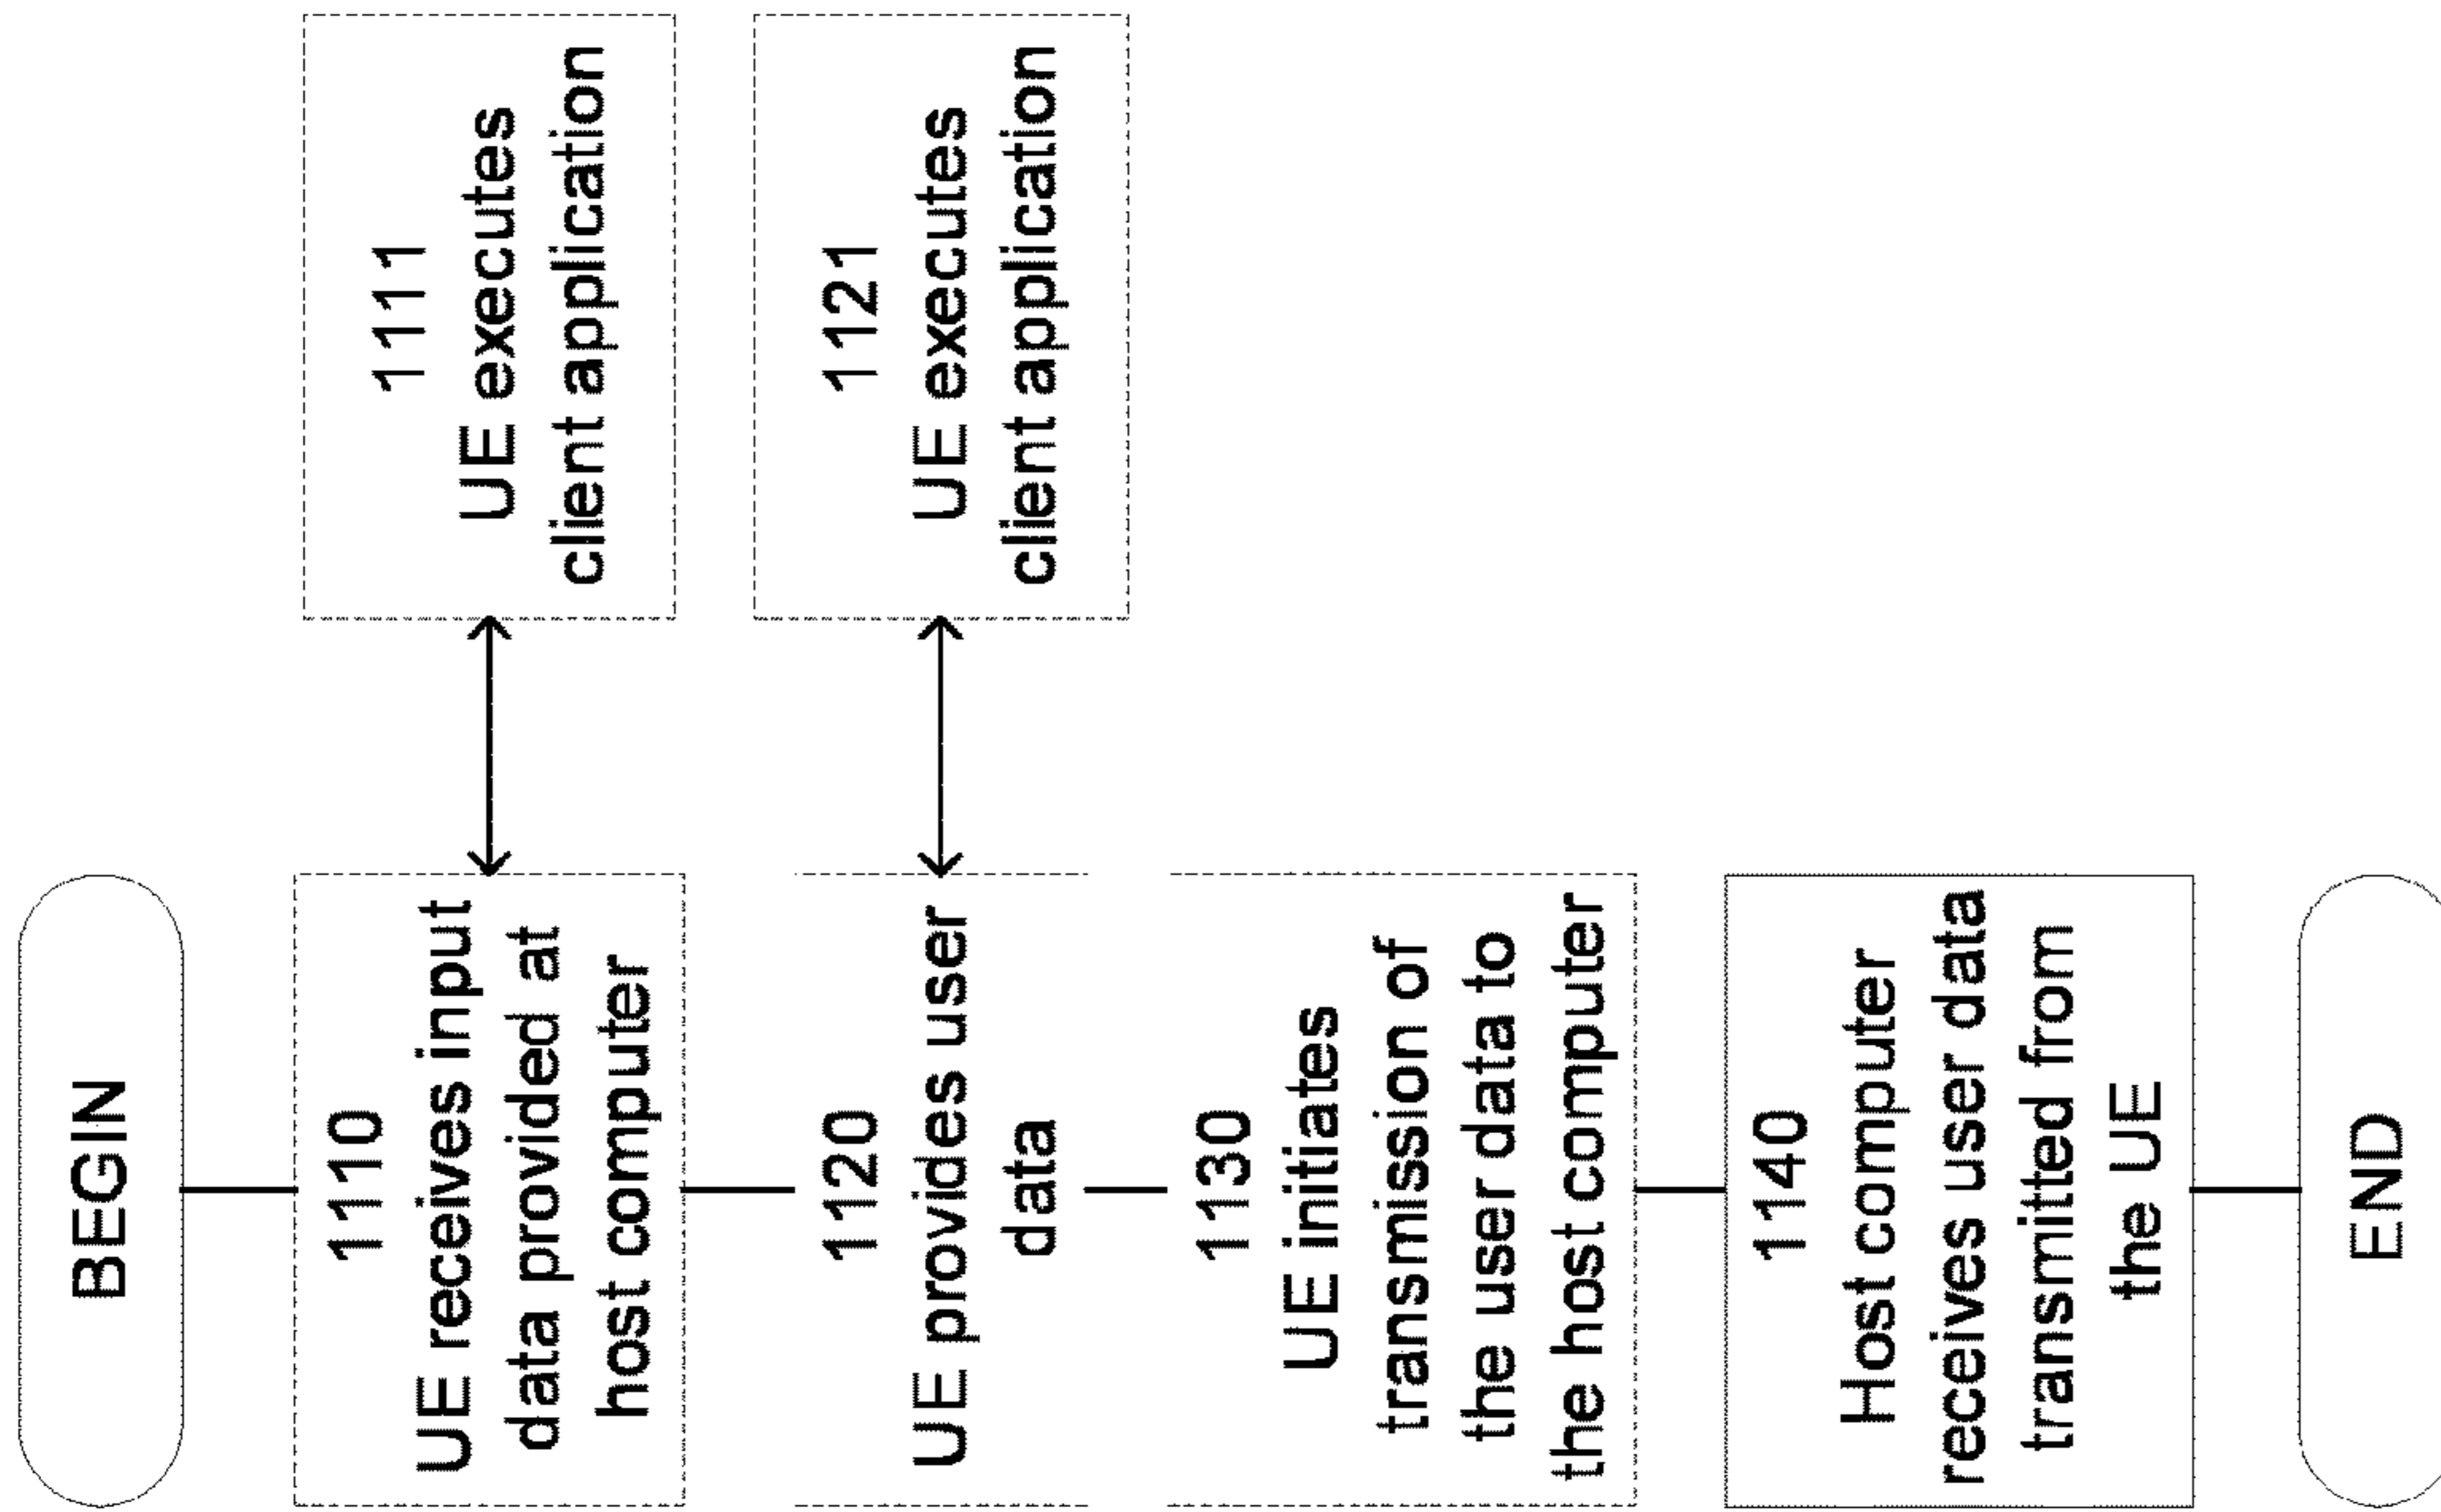 BEGIN
1110
UE receives input
data provided at
host computer
1111
UE executes
client application
1120
UE provides user
data
1121
UE executes
client application
1130
UE initiates
transmission of
the user data to
the host computer
1140
Host computer
receives user data
transmitted from
the UE
END